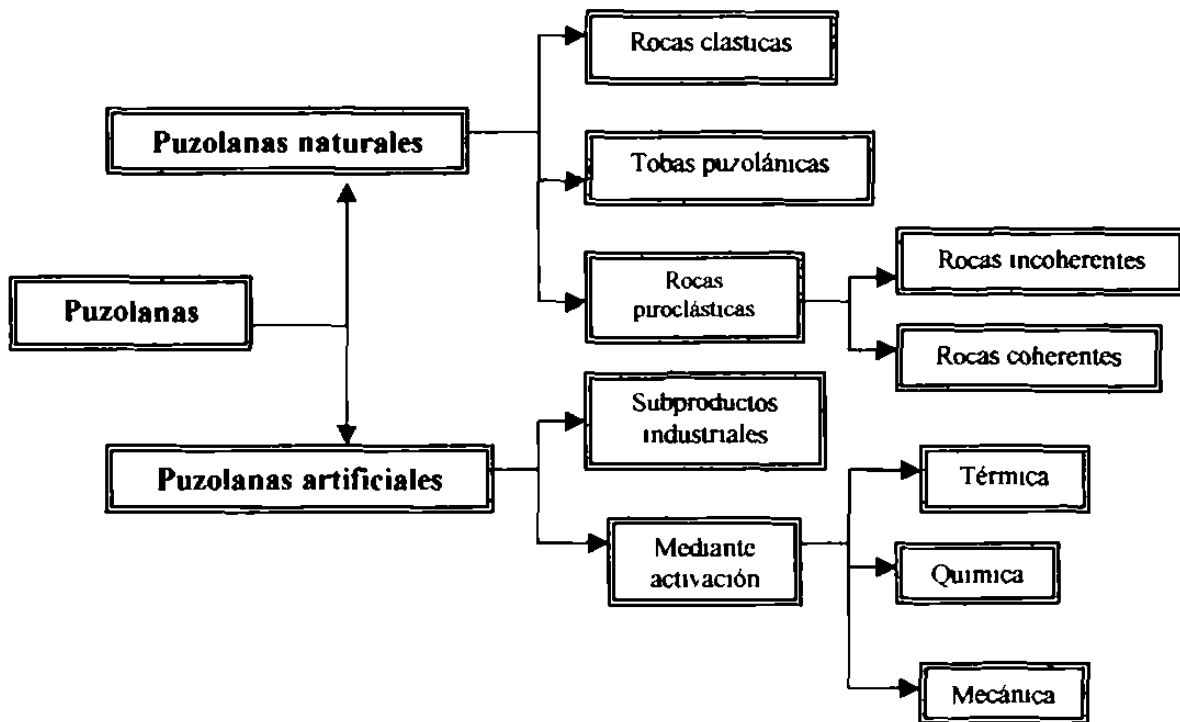 Rocas clasticas
Puzolanas naturales
Tobas puzolánicas
Rocas
piroclásticas
Rocas incoherentes
Rocas coherentes
Puzolanas
Subproductos
industriales
Puzolanas artificiales
Mediante
activación
Térmica
Quimica
Mecánica